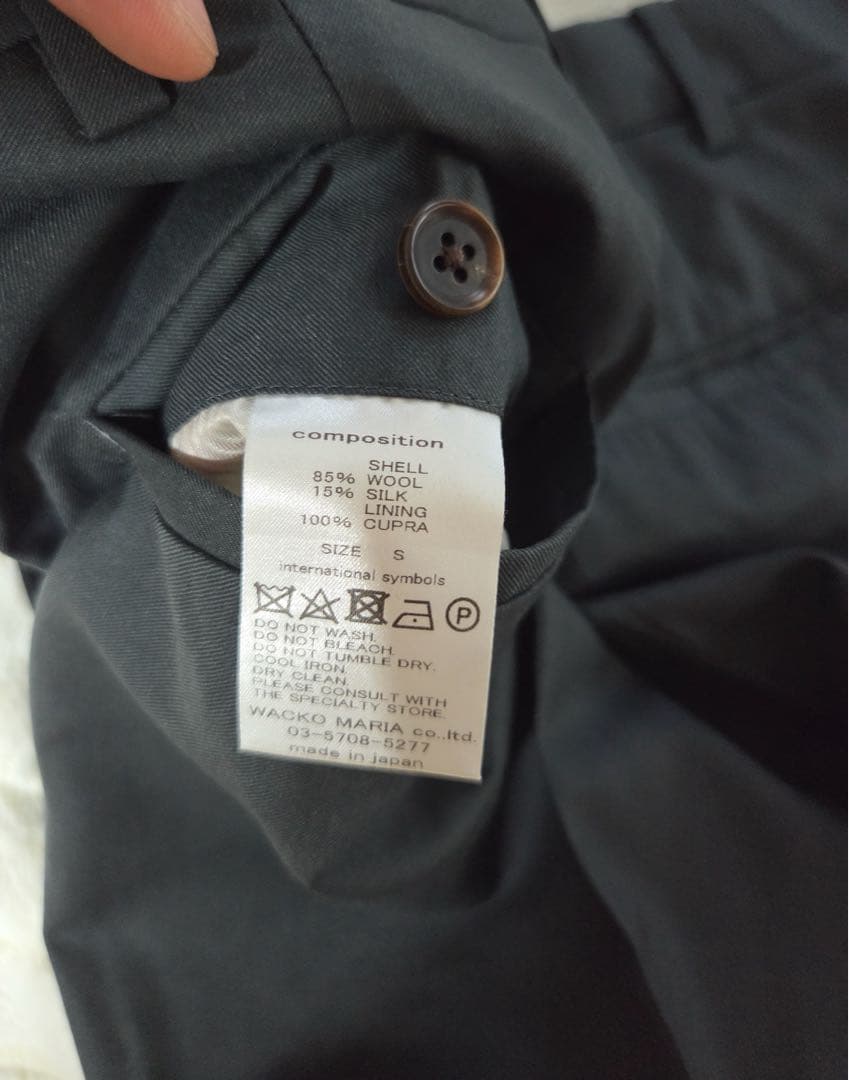 composition
SHELL
85% WOOL
15% SILK
LINING
100% CUPRA
SIZE S
international symbols
P
DO NOT WASH.
DO NOT BLEACH.
DO NOT TUMBLE DRY.
COOL IRON.
DRY CLEAN.
PLEASE CONSULT WITH
THE SPECIALTY STORE.
WACKO MARIA co.,ltd.
03-5708-5277
made in japan